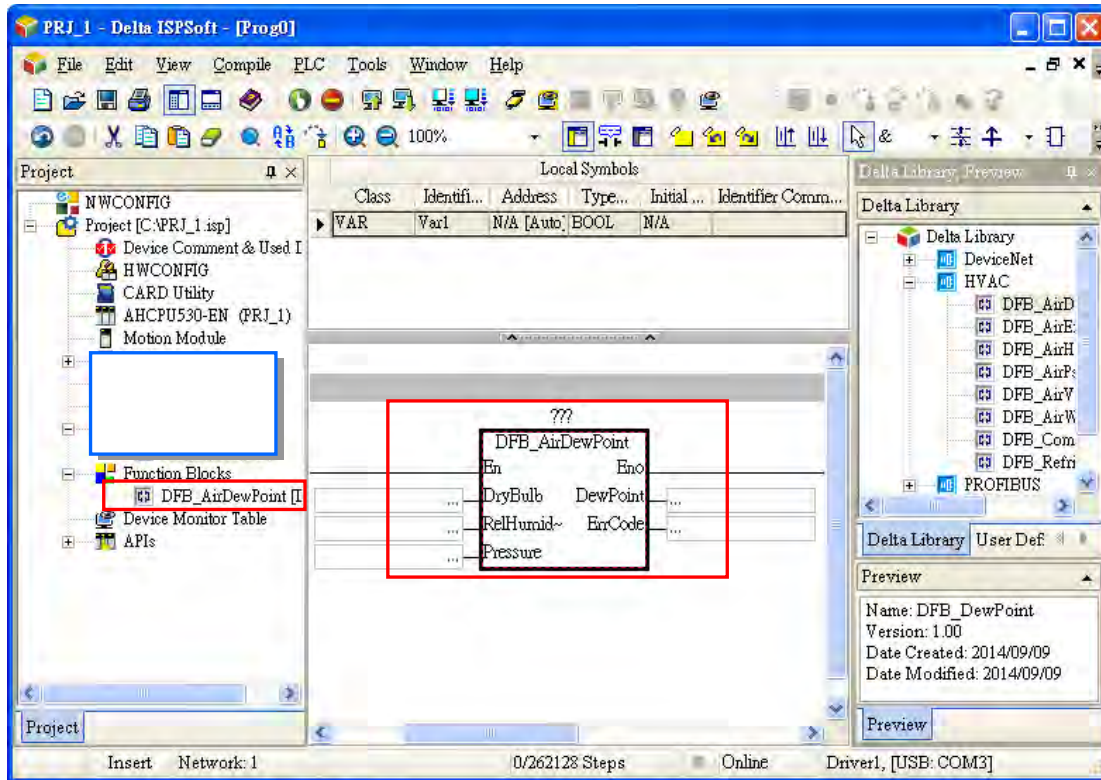 PRJ_1 - Delta ISPSoft - [Prog0]
File Edit View Compile PLC Tools Window Help
100%
&
Project
NWCONFIG
Project [C:\PRJ_1.isp]
Device Comment & Used I
HWCONFIG
CARD Utility
AHCPU530-EN (PRJ_1)
Motion Module
Function Blocks
DFB_AirDewPoint [I
Device Monitor Table
APIs
Project
Local Symbols
Class Identifi... Address Type... Initial ... Identifier Comm...
VAR Var1 N/A [Auto] BOOL N/A
???
DFB_AirDewPoint
En Eno
... DryBulb DewPoint ...
... RelHumid~ ErrCode ...
... Pressure
Delta Library, Preview
Delta Library
Delta Library
DeviceNet
HVAC
DFB_AirD
DFB_AirE
DFB_AirH
DFB_AirPs
DFB_AirV
DFB_AirW
DFB_Com
DFB_Refri
PROFIBUS
Delta Library User Def.
Preview
Name: DFB_DewPoint
Version: 1.00
Date Created: 2014/09/09
Date Modified: 2014/09/09
Preview
Insert Network: 1 0/262128 Steps Online Driver1, [USB: COM3]